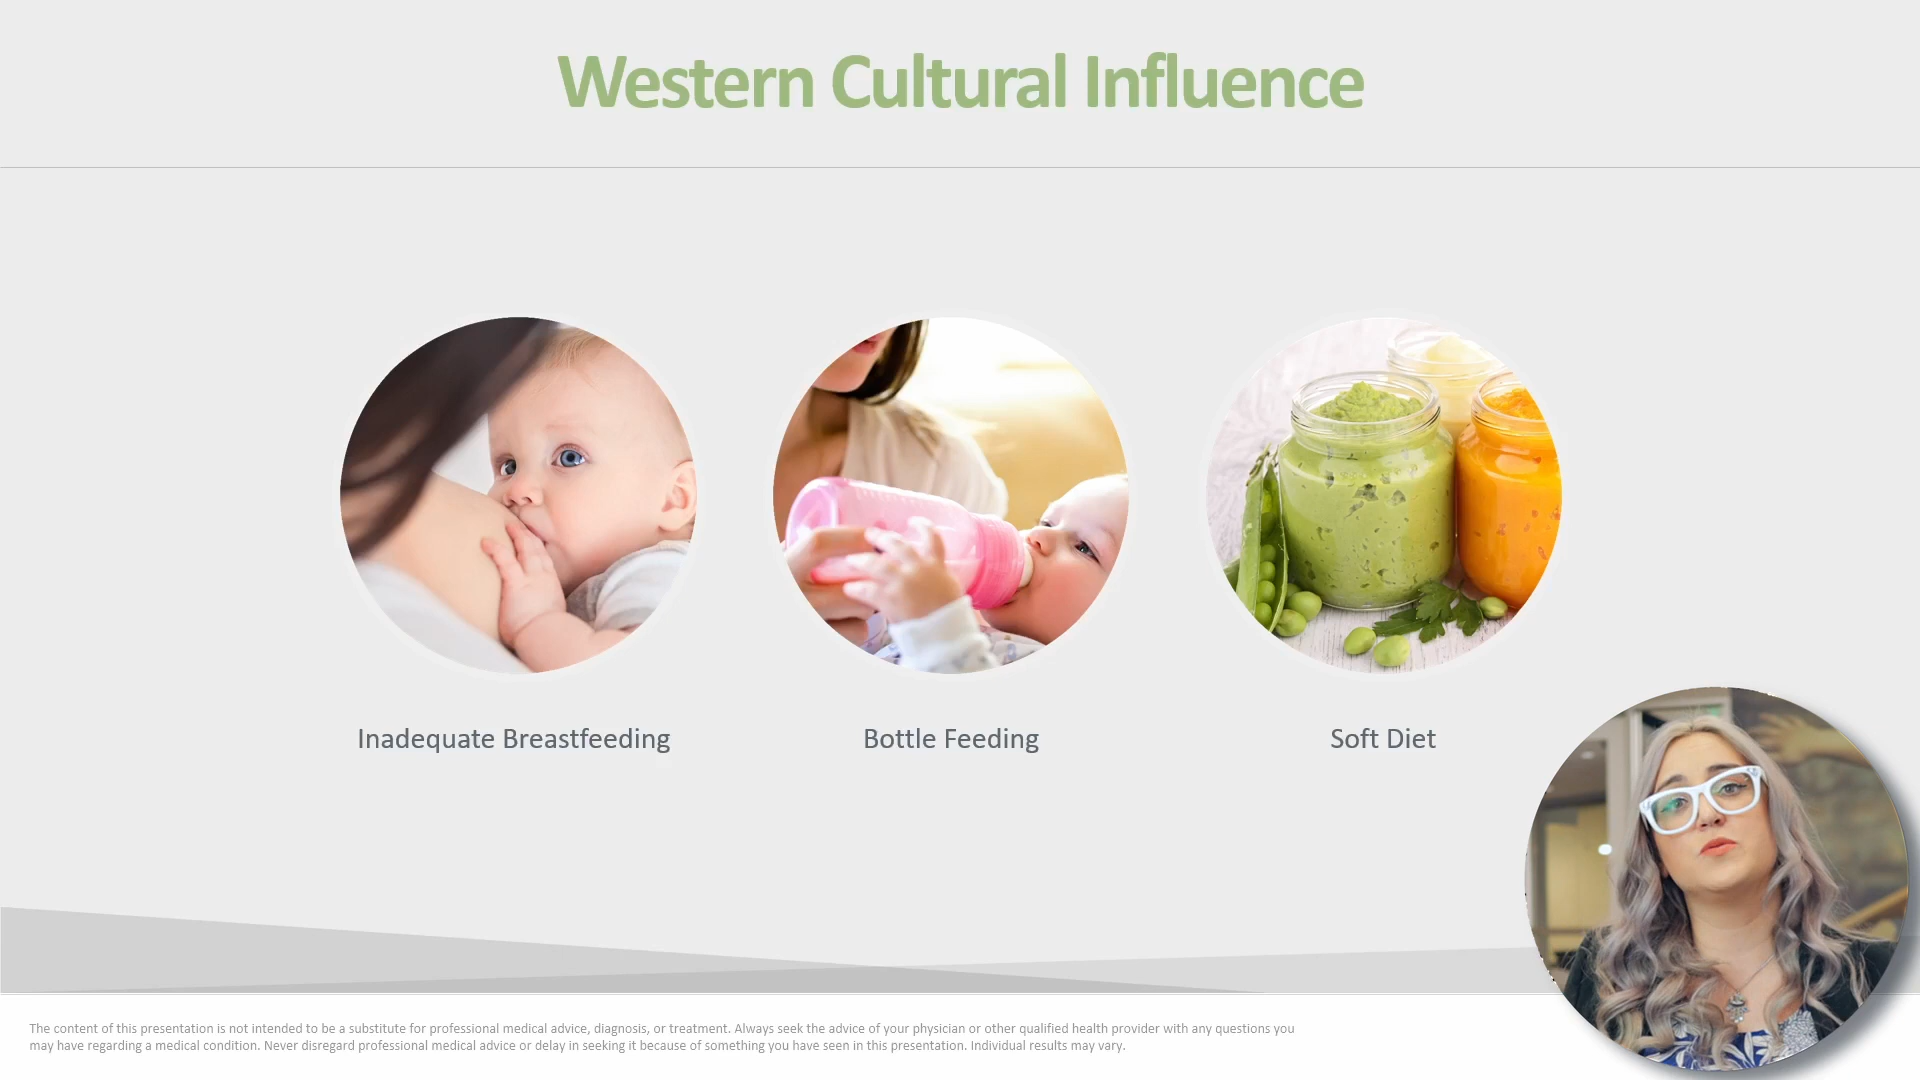 Western Cultural Influence
Inadequate Breastfeeding
Bottle Feeding
Soft Diet
The content of this presentation is not intended to be a substitute for professional medical advice, diagnosis, or treatment. Always seek the advice of your physician or other qualified health provider with any questions you
may have regarding a medical condition. Never disregard professional medical advice or delay in seeking it because of something you have seen in this presentation. Individual results may vary.